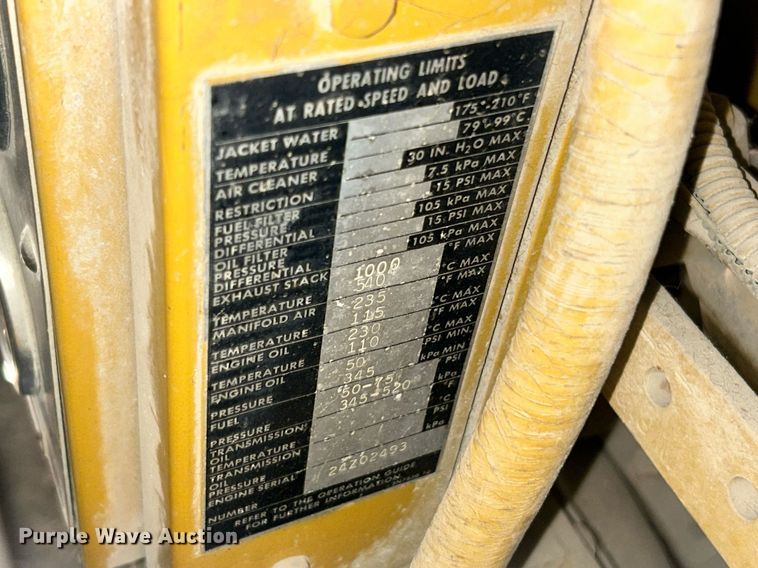 OPERATING LIMITS
AT RATED SPEED AND LOAD
JACKET WATER 175°-210°F
TEMPERATURE 79°-99°C
AIR CLEANER 30 IN. H2O MAX
RESTRICTION 7.5 kPa MAX
FUEL FILTER 15 PSI MAX
PRESSURE
DIFFERENTIAL 105 kPa MAX
OIL FILTER 15 PSI MAX
PRESSURE
DIFFERENTIAL 105 kPa MAX
EXHAUST STACK 1000 °F MAX
TEMPERATURE 540 °C MAX
MANIFOLD AIR 235 °F MAX
TEMPERATURE 115 °C MAX
ENGINE OIL 230 °F MAX
TEMPERATURE 110 °C MAX
ENGINE OIL 50 PSI MIN.
PRESSURE 345 kPa MIN
FUEL 50-75 PSI
PRESSURE 345-520 kPa
TRANSMISSION °F
OIL
TEMPERATURE °C
TRANSMISSION PSI
OIL
PRESSURE kPa
ENGINE SERIAL 24Z02493
NUMBER
REFER TO THE OPERATION GUIDE
FOR FURTHER INFORMATION
Purple Wave Auction